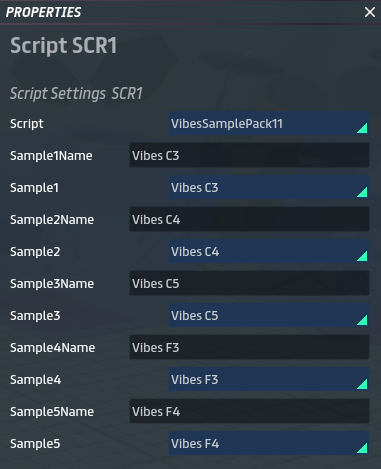 PROPERTIES
Script SCR1
Script Settings SCR1
Script VibesSamplePack11
Sample1Name Vibes C3
Sample1 Vibes C3
Sample2Name Vibes C4
Sample2 Vibes C4
Sample3Name Vibes C5
Sample3 Vibes C5
Sample4Name Vibes F3
Sample4 Vibes F3
Sample5Name Vibes F4
Sample5 Vibes F4